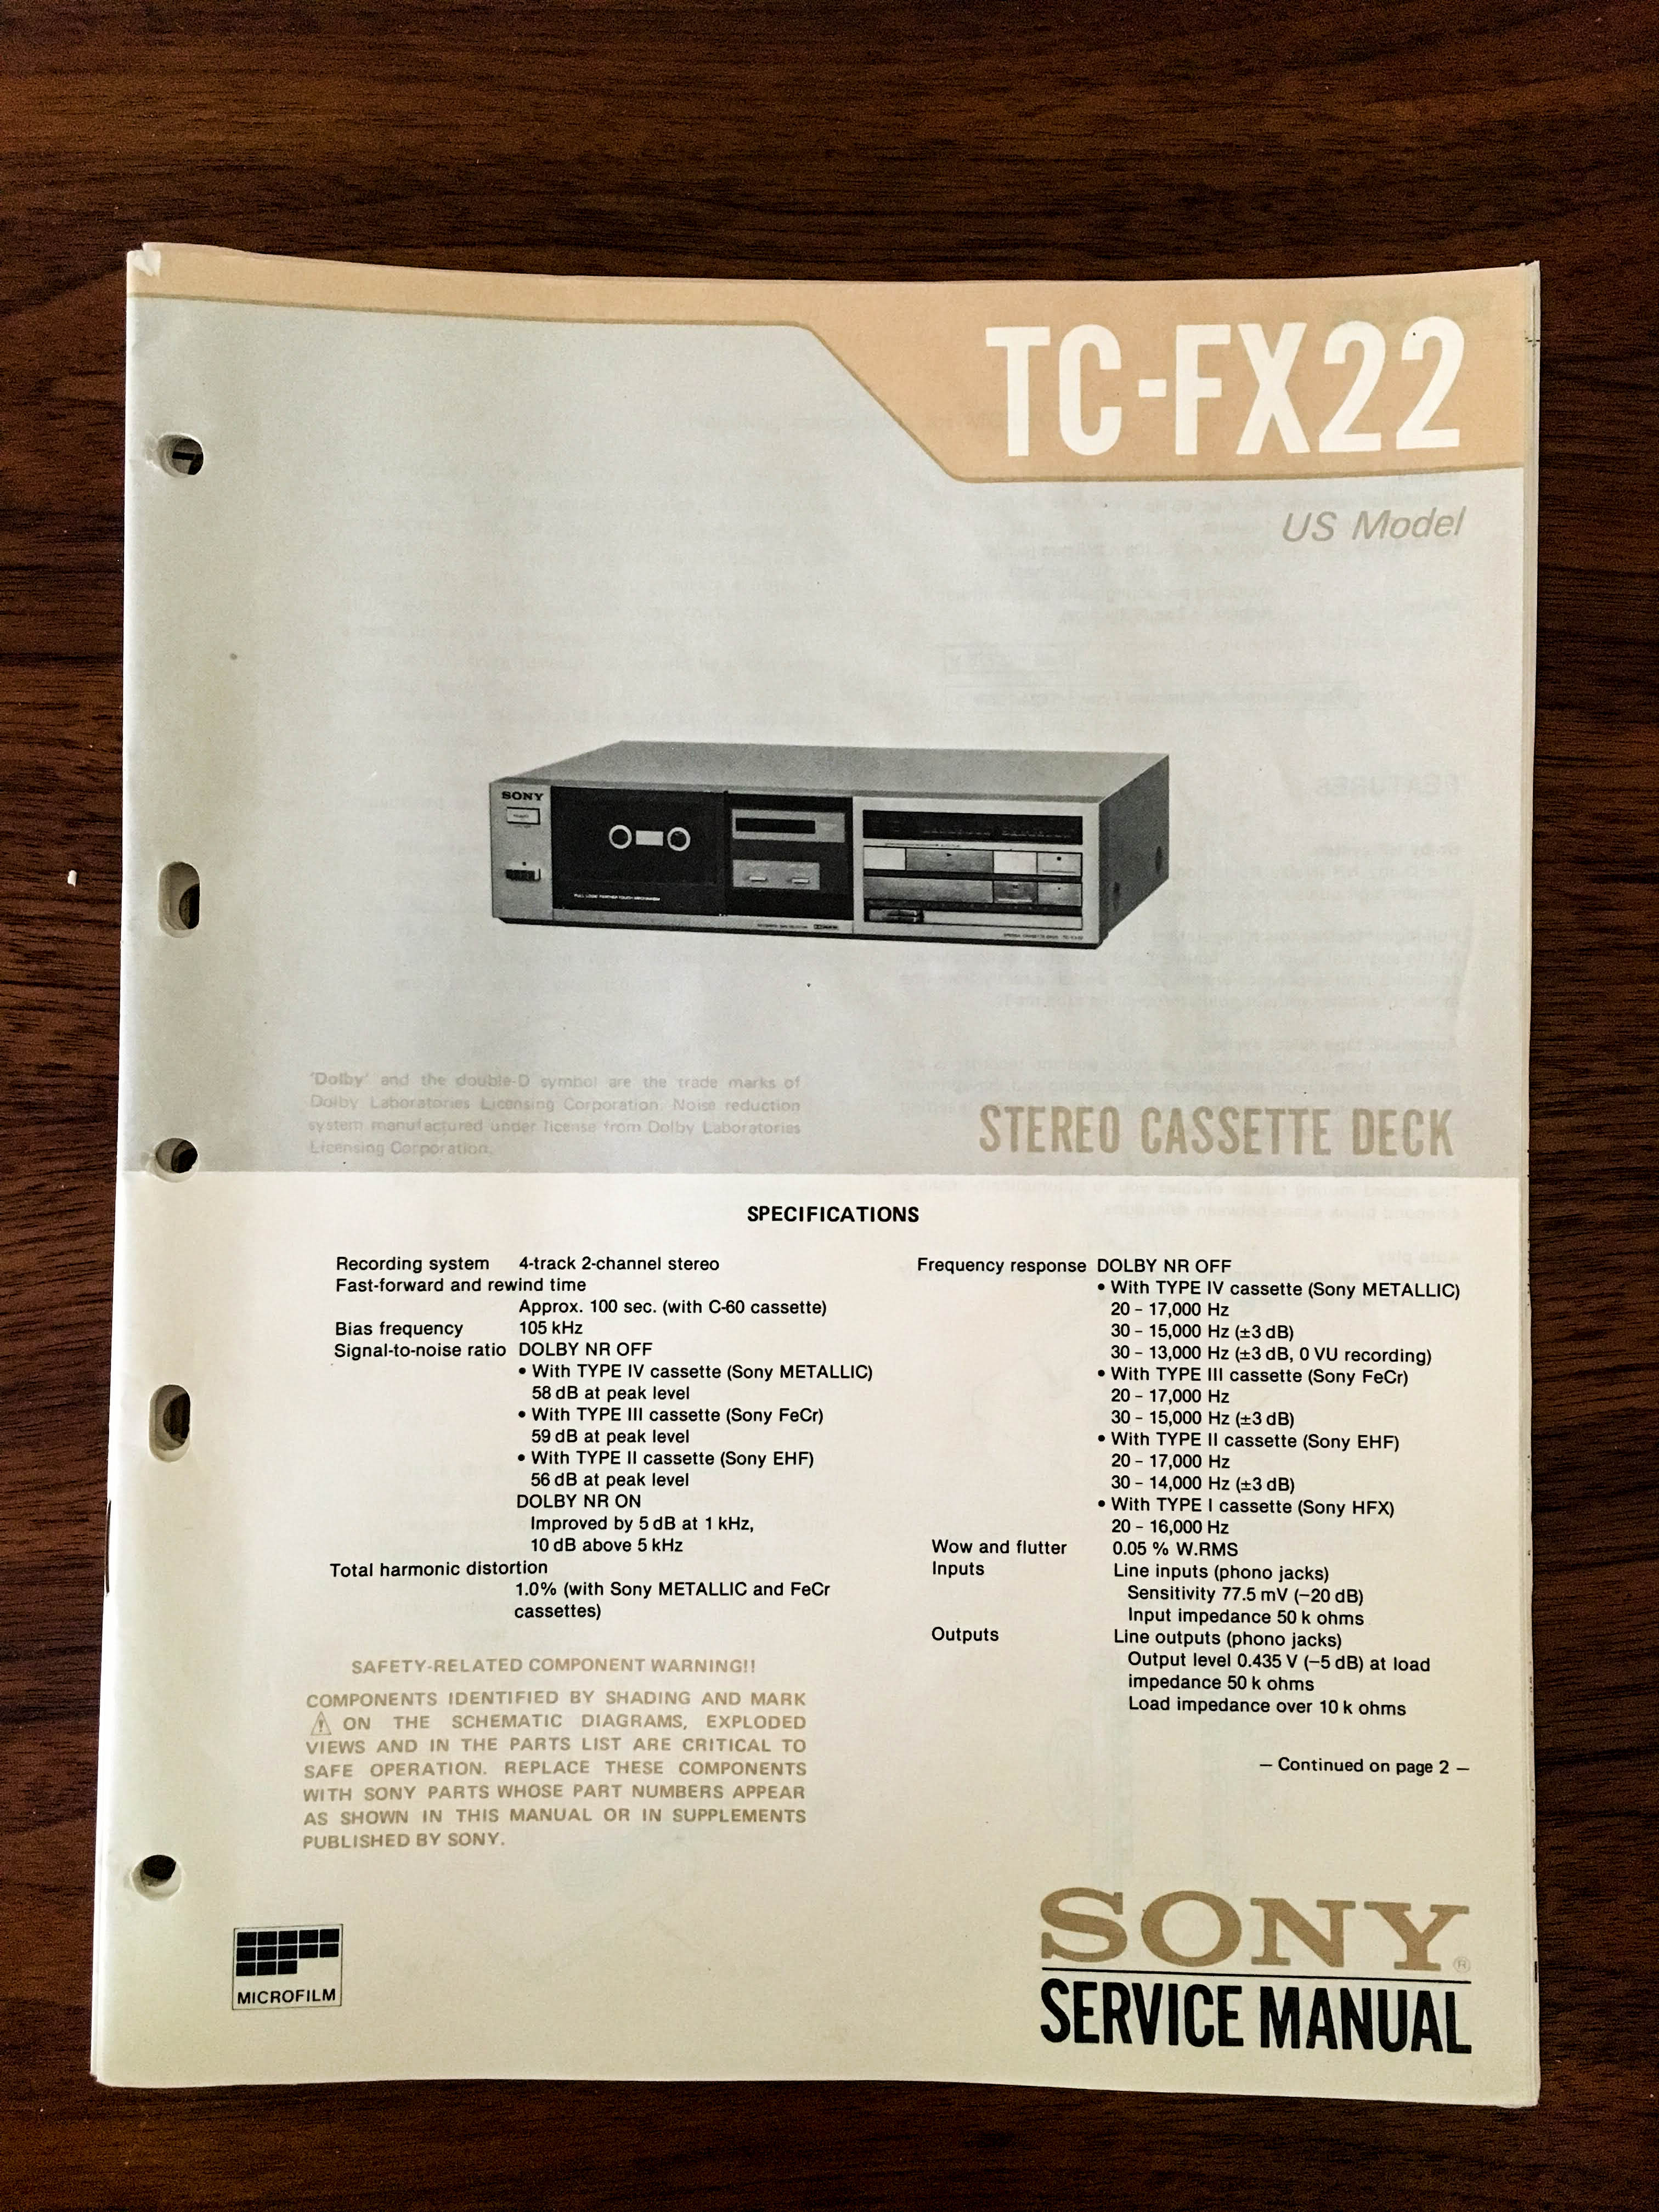 TC-FX22
US Model
SONY
'Dolby' and the double-D symbol are the trade marks of
Dolby Laboratories Licensing Corporation. Noise reduction
system manufactured under license from Dolby Laboratories
Licensing Corporation.
STEREO CASSETTE DECK
SPECIFICATIONS
Recording system 4-track 2-channel stereo
Fast-forward and rewind time
Approx. 100 sec. (with C-60 cassette)
Bias frequency 105 kHz
Signal-to-noise ratio DOLBY NR OFF
• With TYPE IV cassette (Sony METALLIC)
58 dB at peak level
• With TYPE III cassette (Sony FeCr)
59 dB at peak level
• With TYPE II cassette (Sony EHF)
56 dB at peak level
DOLBY NR ON
Improved by 5 dB at 1 kHz,
10 dB above 5 kHz
Total harmonic distortion
1.0% (with Sony METALLIC and FeCr
cassettes)
SAFETY-RELATED COMPONENT WARNING!!
COMPONENTS IDENTIFIED BY SHADING AND MARK
⚠ ON THE SCHEMATIC DIAGRAMS, EXPLODED
VIEWS AND IN THE PARTS LIST ARE CRITICAL TO
SAFE OPERATION. REPLACE THESE COMPONENTS
WITH SONY PARTS WHOSE PART NUMBERS APPEAR
AS SHOWN IN THIS MANUAL OR IN SUPPLEMENTS
PUBLISHED BY SONY.
Frequency response DOLBY NR OFF
• With TYPE IV cassette (Sony METALLIC)
20 – 17,000 Hz
30 – 15,000 Hz (±3 dB)
30 – 13,000 Hz (±3 dB, 0 VU recording)
• With TYPE III cassette (Sony FeCr)
20 – 17,000 Hz
30 – 15,000 Hz (±3 dB)
• With TYPE II cassette (Sony EHF)
20 – 17,000 Hz
30 – 14,000 Hz (±3 dB)
• With TYPE I cassette (Sony HFX)
20 – 16,000 Hz
Wow and flutter 0.05 % W.RMS
Inputs Line inputs (phono jacks)
Sensitivity 77.5 mV (–20 dB)
Input impedance 50 k ohms
Outputs Line outputs (phono jacks)
Output level 0.435 V (–5 dB) at load
impedance 50 k ohms
Load impedance over 10 k ohms
— Continued on page 2 —
MICROFILM
SONY®
SERVICE MANUAL